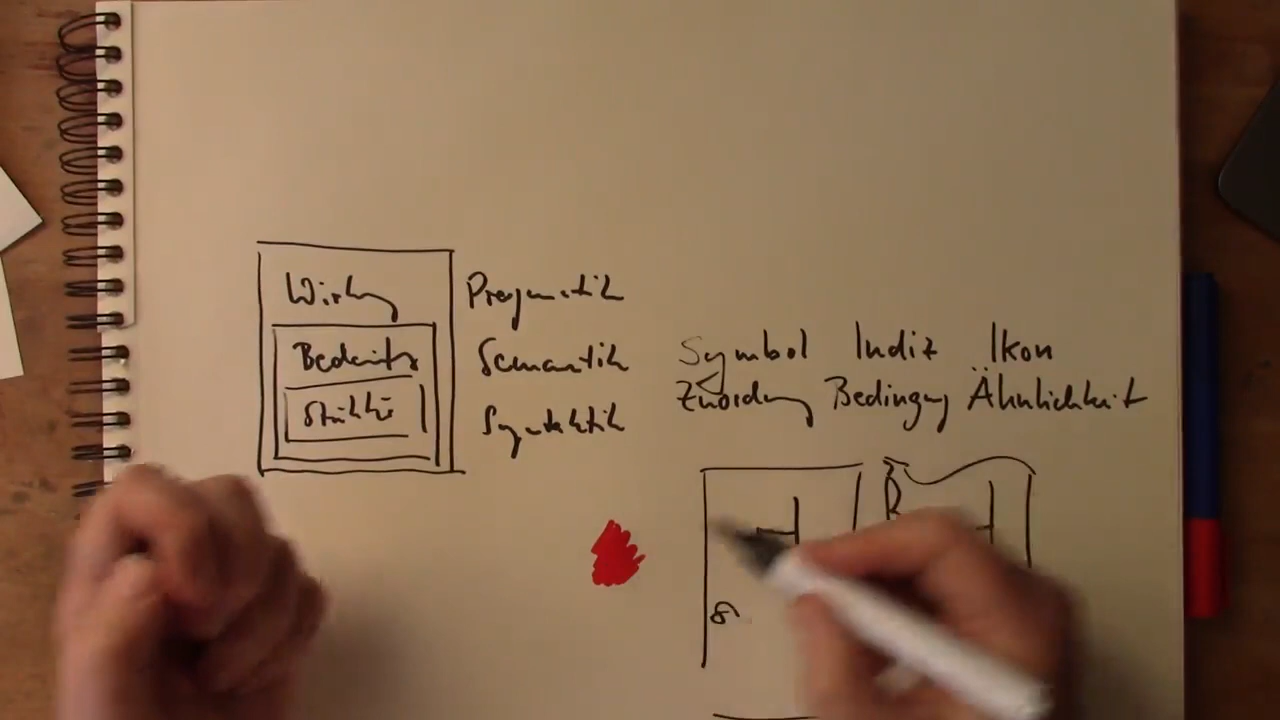 Wirkung Pragmatik
Bedeutung Semantik
Struktur Syntaktik
Symbol Indiz Ikon
Zuordnung Bedingung Ähnlichkeit